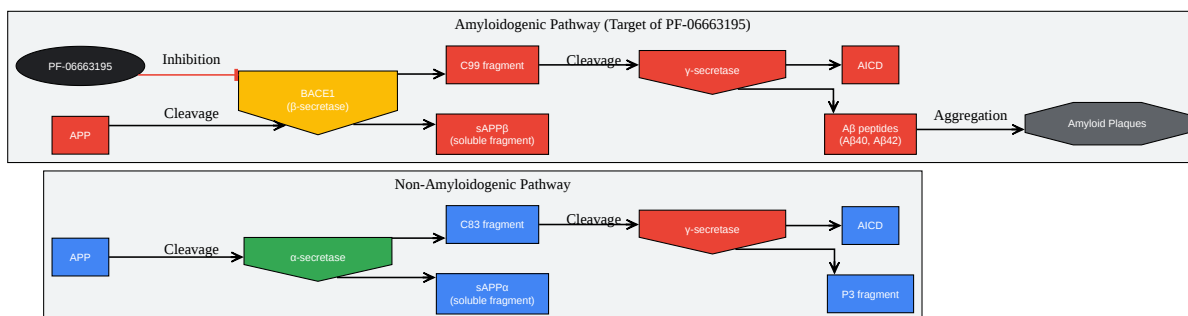 Amyloidogenic Pathway (Target of PF-06663195)
PF-06663195
Inhibition
BACE1
(β-secretase)
C99 fragment
Cleavage
γ-secretase
AICD
APP
Cleavage
sAPPβ
(soluble fragment)
Aβ peptides
(Aβ40, Aβ42)
Aggregation
Amyloid Plaques
Non-Amyloidogenic Pathway
APP
Cleavage
α-secretase
C83 fragment
Cleavage
γ-secretase
AICD
sAPPα
(soluble fragment)
P3 fragment